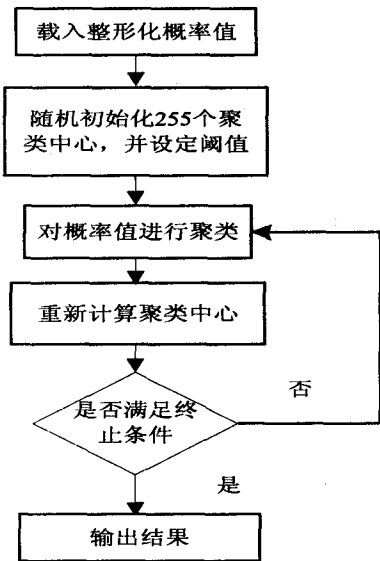 载入整形化概率值
随机初始化255个聚
类中心，并设定阈值
对概率值进行聚类
重新计算聚类中心
否
是否满足终
止条件
是
输出结果